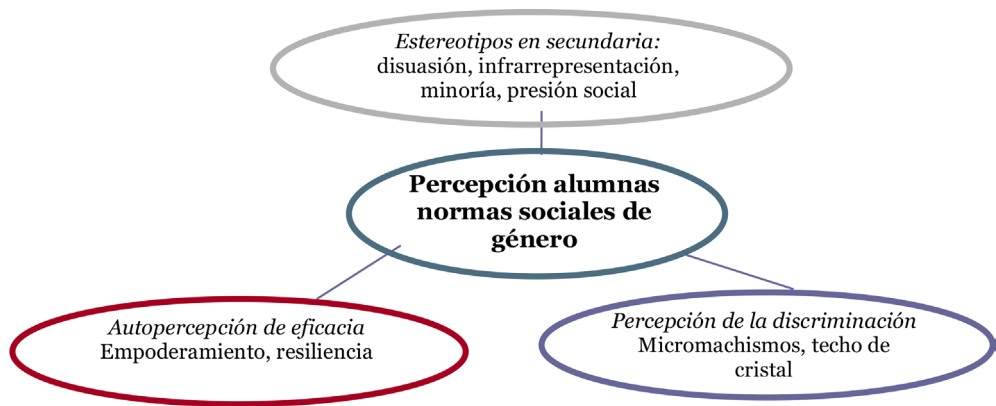 Estereotipos en secundaria:
disuasión, infrarrepresentación,
minoría, presión social
Percepción alumnas
normas sociales de
género
Autopercepción de eficacia
Empoderamiento, resiliencia
Percepción de la discriminación
Micromachismos, techo de
cristal